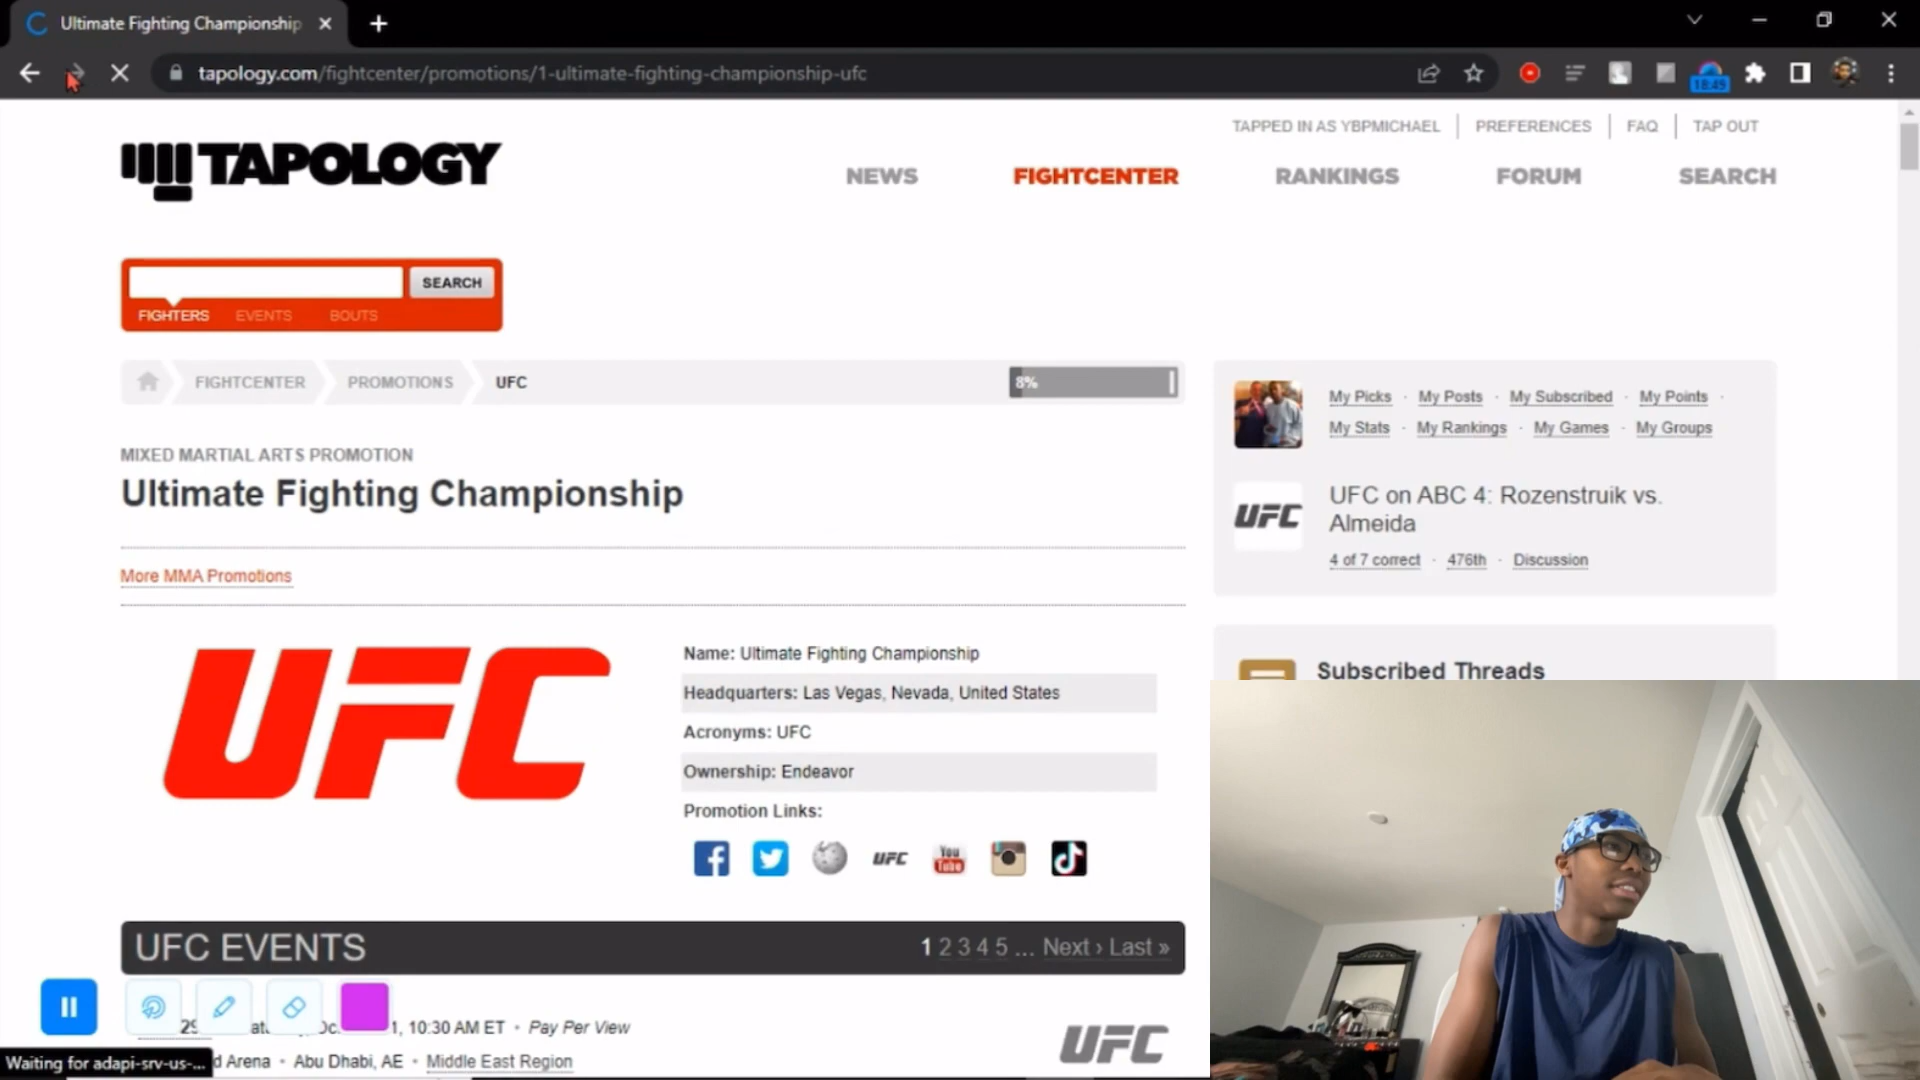 Ultimate Fighting Championship
tapology.com/fightcenter/promotions/1-ultimate-fighting-championship-ufc
18:49
TAPPED IN AS YBPMICHAEL
PREFERENCES
FAQ
TAP OUT
TAPOLOGY
NEWS
FIGHTCENTER
RANKINGS
FORUM
SEARCH
SEARCH
FIGHTERS EVENTS BOUTS
FIGHTCENTER PROMOTIONS UFC
8%
My Picks · My Posts · My Subscribed · My Points ·
My Stats · My Rankings · My Games · My Groups
MIXED MARTIAL ARTS PROMOTION
Ultimate Fighting Championship
UFC
UFC on ABC 4: Rozenstruik vs.
Almeida
4 of 7 correct · 476th · Discussion
More MMA Promotions
UFC
Name: Ultimate Fighting Championship
Headquarters: Las Vegas, Nevada, United States
Acronyms: UFC
Ownership: Endeavor
Promotion Links:
UFC
You
Tube
Subscribed Threads
UFC EVENTS
1 2 3 4 5 ... Next › Last »
10:30 AM ET • Pay Per View
Arena • Abu Dhabi, AE • Middle East Region
UFC
Waiting for adapi-srv-us-...